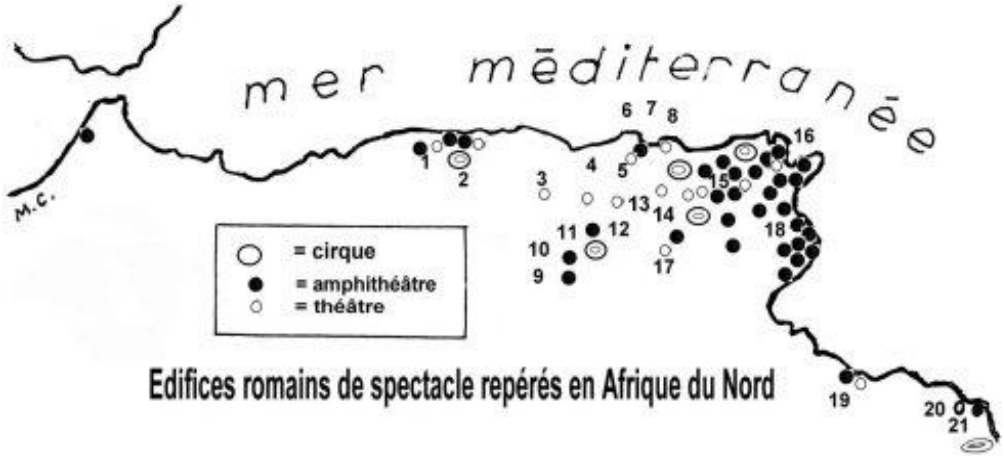 mer méditerranée
6 7 8
16
1 2 4 5 15
3
13 14
11 12 18
10 17
9
M.C.
= cirque
= amphithéâtre
= théâtre
Edifices romains de spectacle repérés en Afrique du Nord
19 20
21